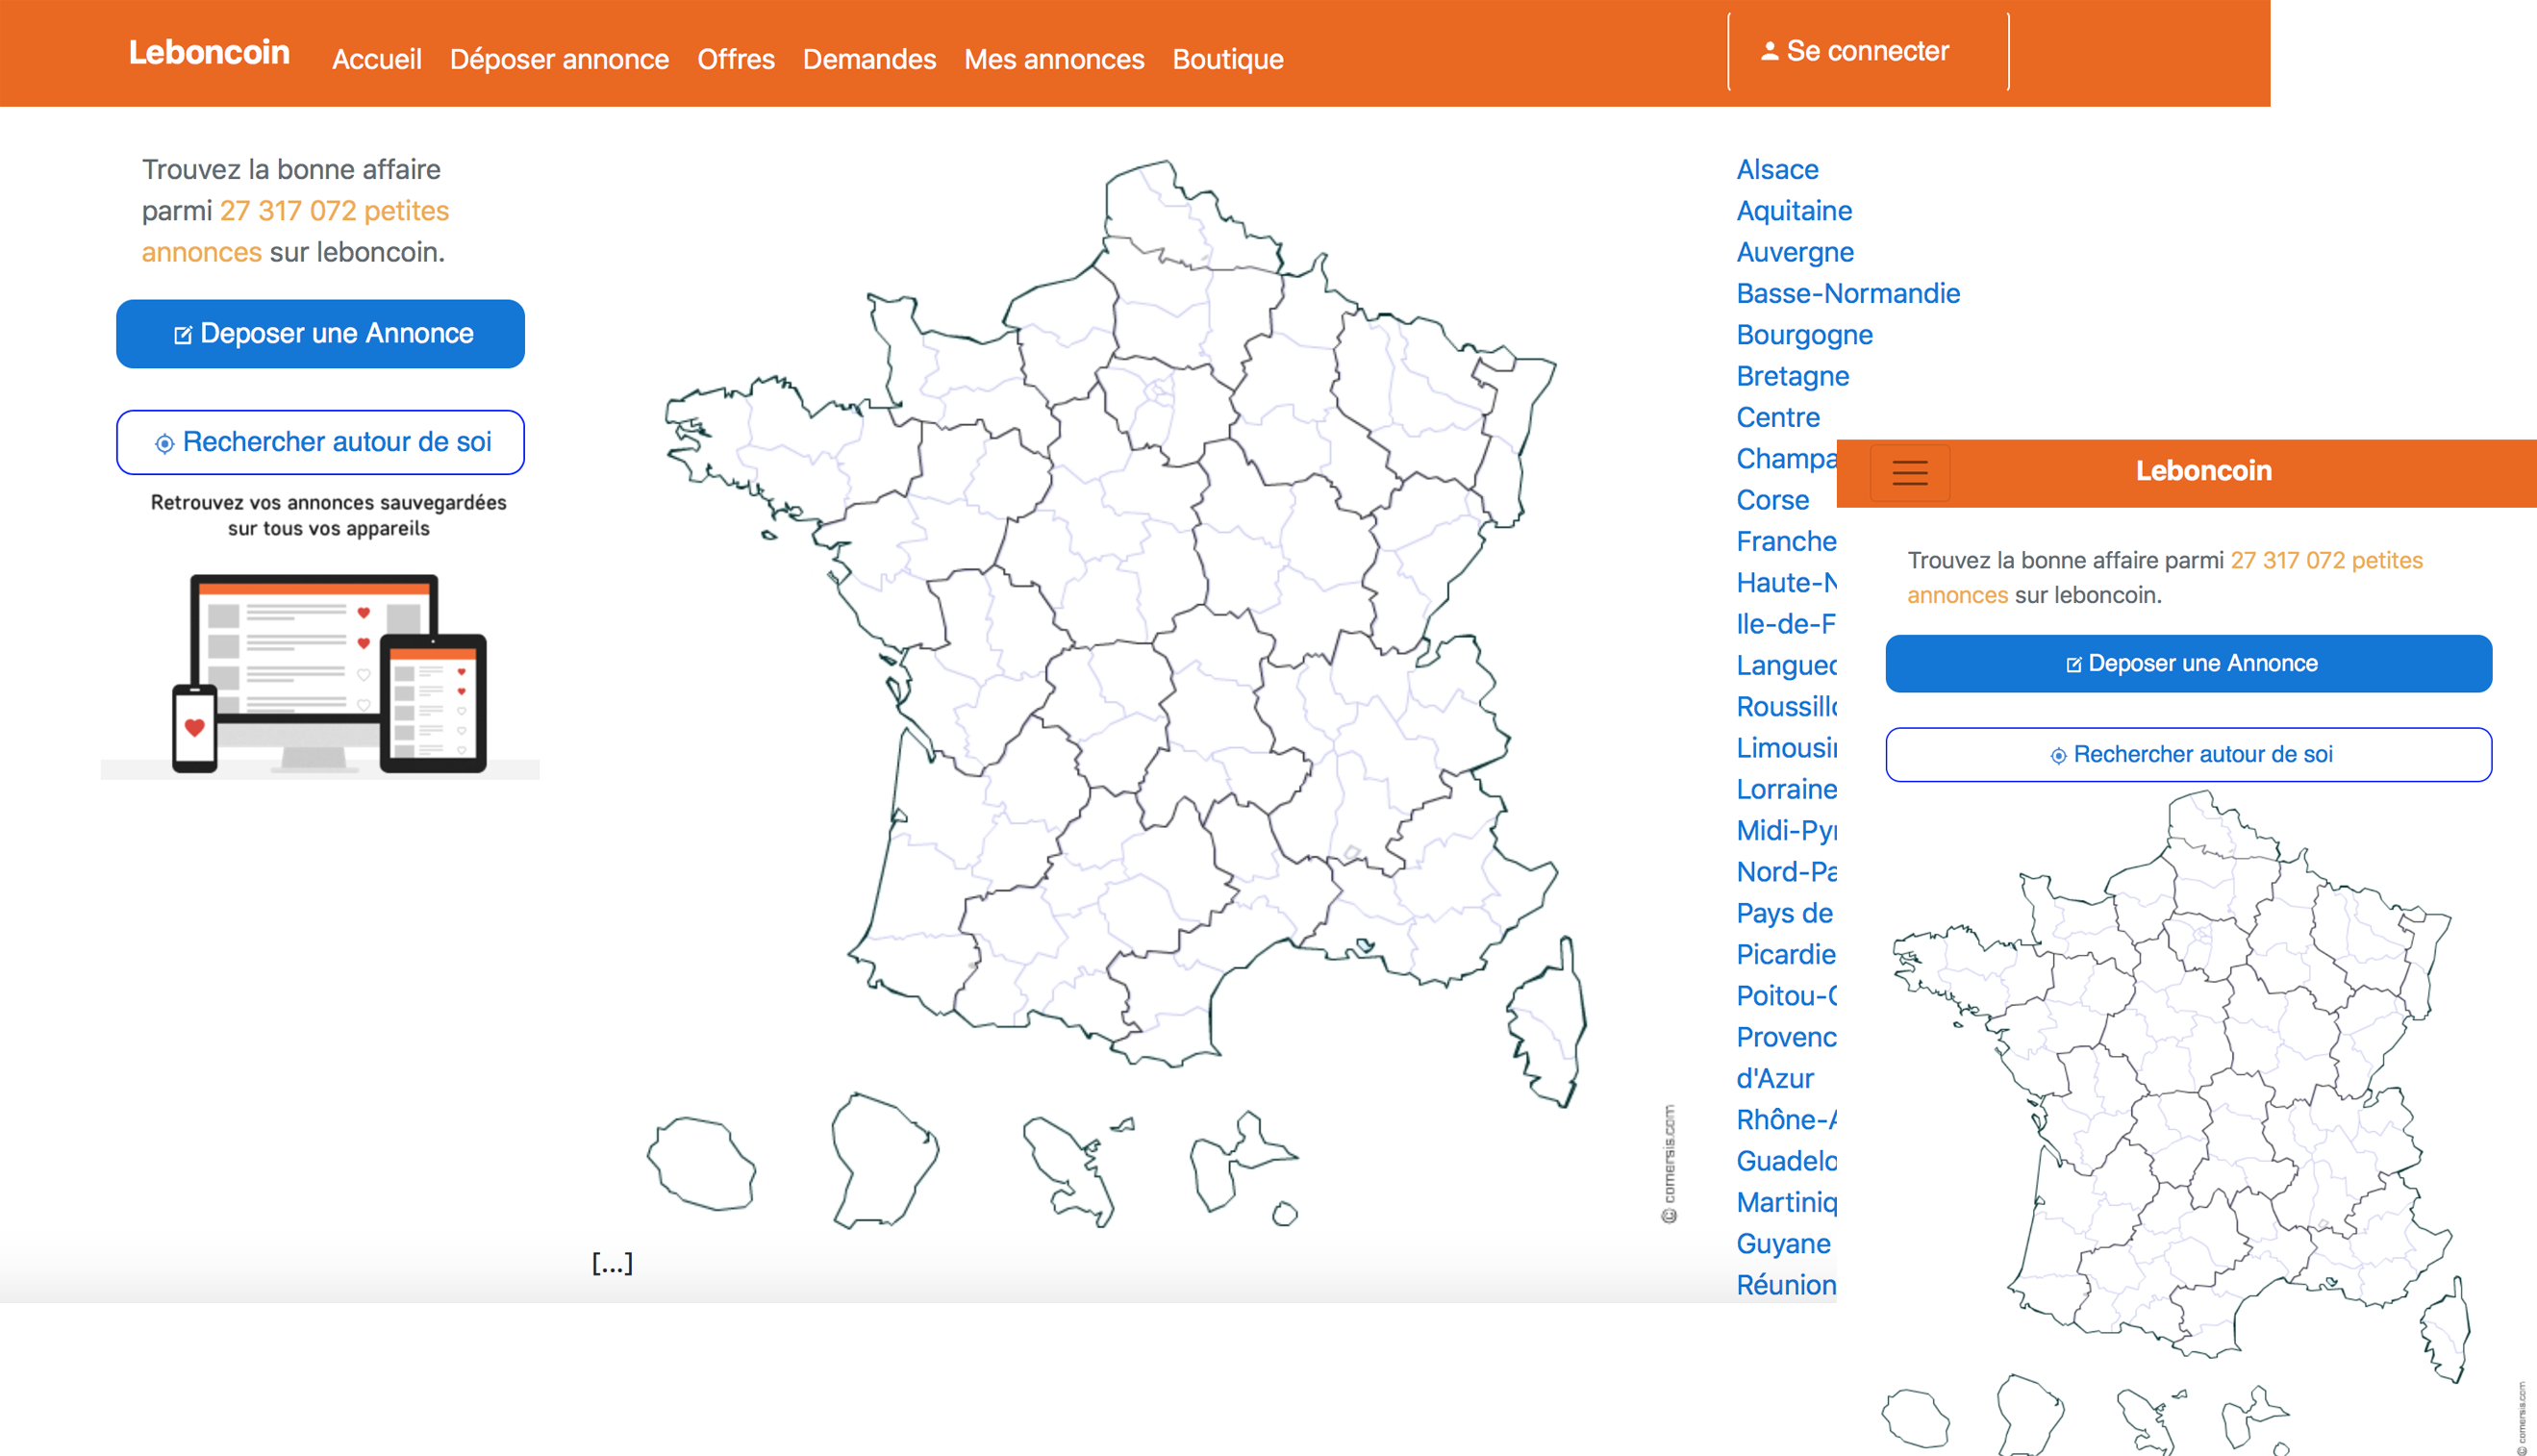 Leboncoin
Accueil Déposer annonce Offres Demandes Mes annonces Boutique
Se connecter
Trouvez la bonne affaire
parmi 27 317 072 petites
annonces sur leboncoin.
Deposer une Annonce
Rechercher autour de soi
Retrouvez vos annonces sauvegardées
sur tous vos appareils
© comersis.com
[...]
Alsace
Aquitaine
Auvergne
Basse-Normandie
Bourgogne
Bretagne
Centre
Champa
Corse
Franche
Haute-N
Ile-de-F
Langued
Roussill
Limousi
Lorraine
Midi-Py
Nord-Pa
Pays de
Picardie
Poitou-C
Provenc
d'Azur
Rhône-A
Guadelo
Martiniq
Guyane
Réunion
Leboncoin
Trouvez la bonne affaire parmi 27 317 072 petites
annonces sur leboncoin.
Deposer une Annonce
Rechercher autour de soi
© comersis.com